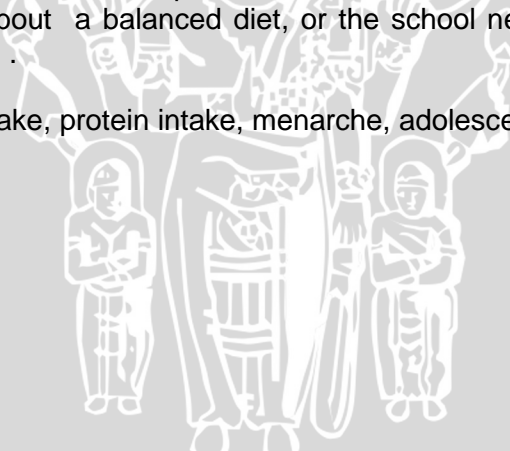 about a balanced diet, or the school ne
.
ake, protein intake, menarche, adolesce